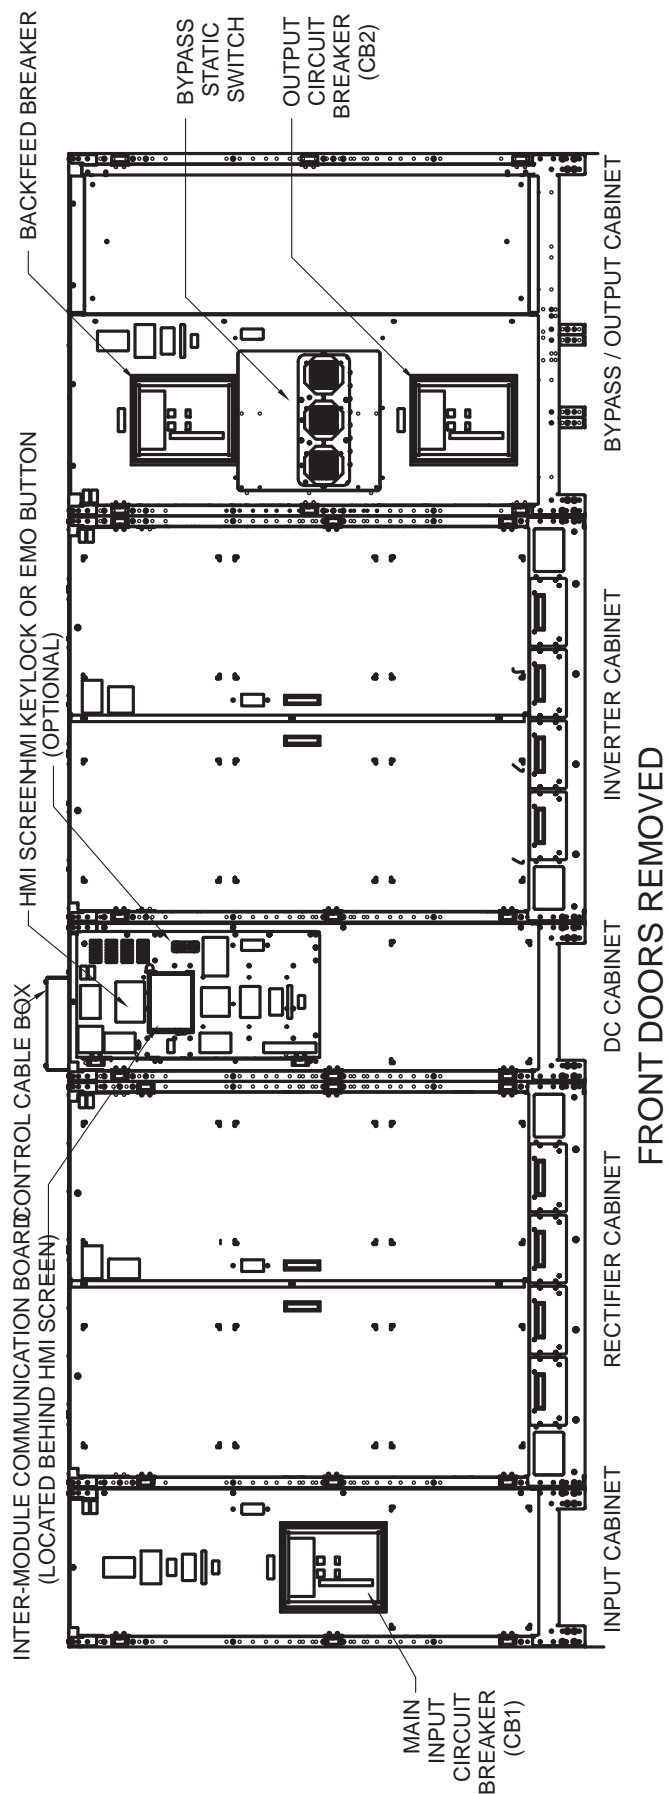 INTER-MODULE COMMUNICATION BOARD
(LOCATED BEHIND HMI SCREEN)
CONTROL CABLE BOX
HMI SCREEN
HMI KEYLOCK OR EMO BUTTON
(OPTIONAL)
BACKFEED BREAKER
BYPASS
STATIC
SWITCH
OUTPUT
CIRCUIT
BREAKER
(CB2)
MAIN
INPUT
CIRCUIT
BREAKER
(CB1)
INPUT CABINET
RECTIFIER CABINET
DC CABINET
INVERTER CABINET
BYPASS / OUTPUT CABINET
FRONT DOORS REMOVED